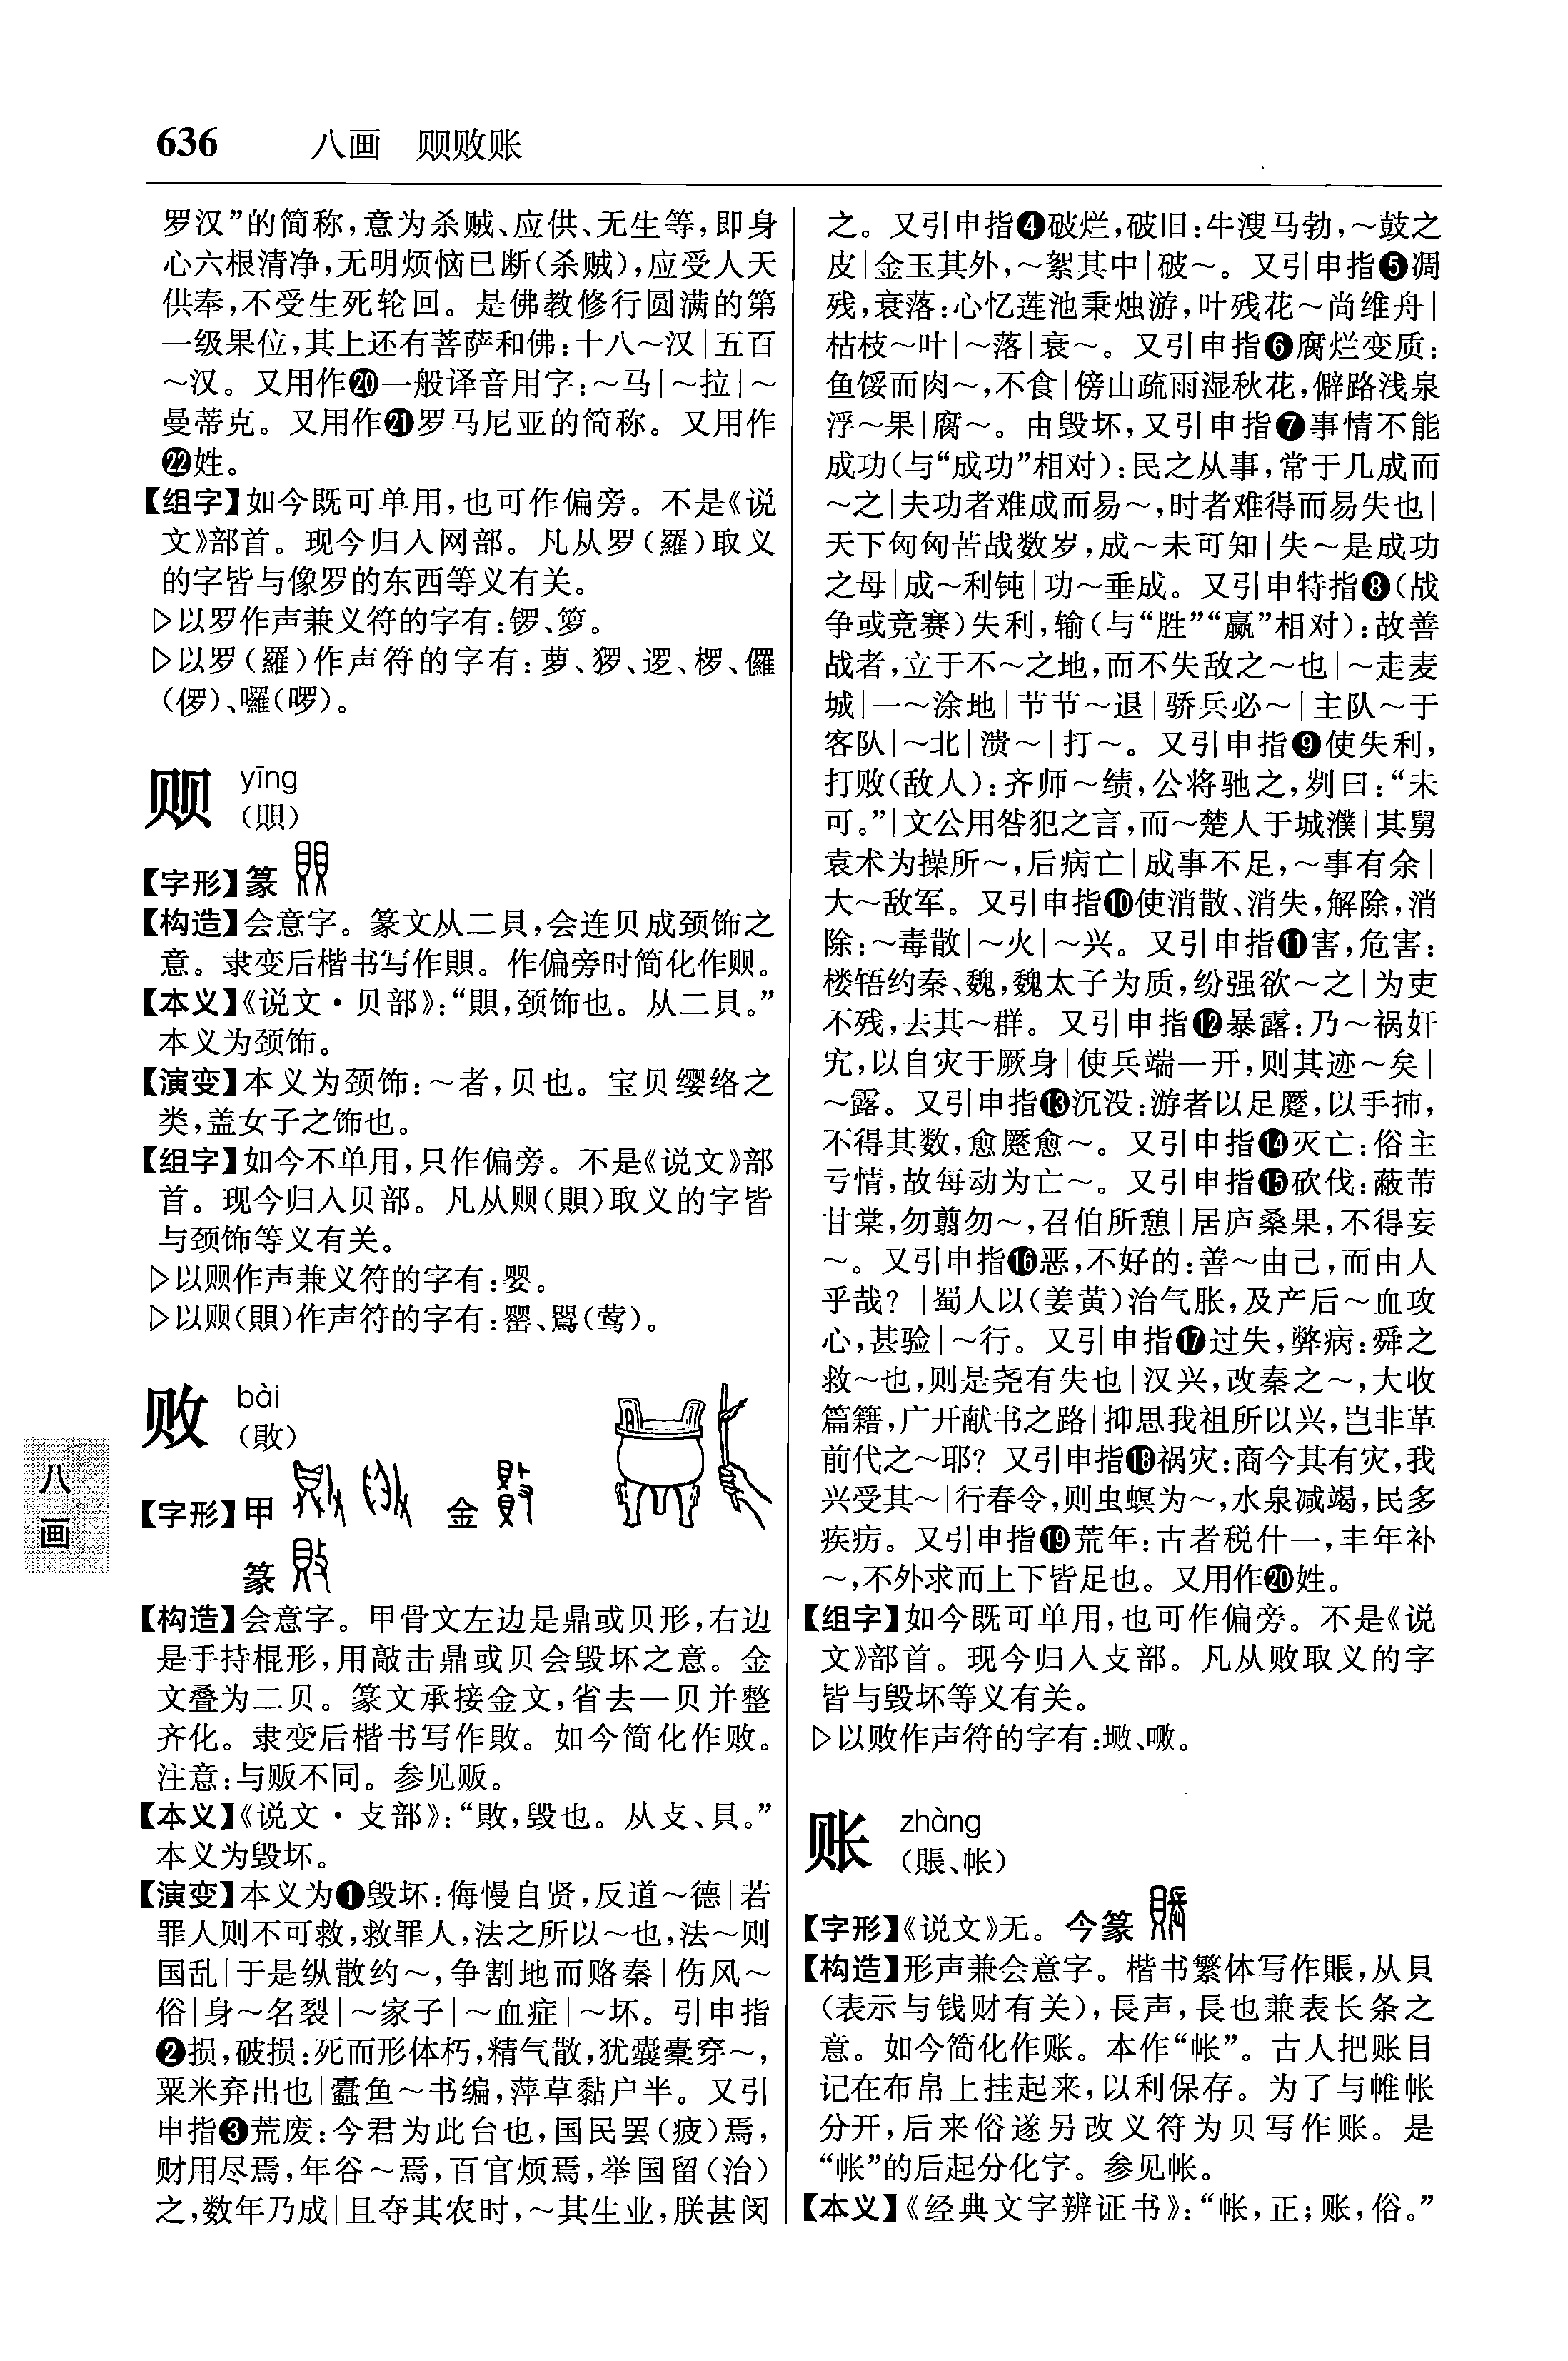 636 八画 赑败账
罗汉”的简称,意为杀贼、应供、无生等,即身
心六根清净,无明烦恼已断(杀贼),应受人天
供奉,不受生死轮回。是佛教修行圆满的第
一级果位,其上还有菩萨和佛:十八～汉|五百
～汉。又用作⑳一般译音用字:～马|～拉|～
曼蒂克。又用作㉑罗马尼亚的简称。又用作
㉒姓。
【组字】如今既可单用,也可作偏旁。不是《说
文》部首。现今归入网部。凡从罗(羅)取义
的字皆与像罗的东西等义有关。
▷以罗作声兼义符的字有:锣、箩。
▷以罗(羅)作声符的字有:萝、猡、逻、椤、儸
(㑩)、囉(啰)。
yīng
(賏)
【字形】篆
【构造】会意字。篆文从二貝,会连贝成颈饰之
意。隶变后楷书写作賏。作偏旁时简化作。
【本义】《说文·贝部》:“賏,颈饰也。从二貝。”
本义为颈饰。
【演变】本义为颈饰:～者,贝也。宝贝缨络之
类,盖女子之饰也。
【组字】如今不单用,只作偏旁。不是《说文》部
首。现今归入贝部。凡从(賏)取义的字皆
与颈饰等义有关。
▷以作声兼义符的字有:婴。
▷以(賏)作声符的字有:罂、鴬(莺)。
败 bài
(敗)
【字形】甲 金
篆
【构造】会意字。甲骨文左边是鼎或贝形,右边
是手持棍形,用敲击鼎或贝会毁坏之意。金
文叠为二贝。篆文承接金文,省去一贝并整
齐化。隶变后楷书写作敗。如今简化作败。
注意:与贩不同。参见贩。
【本义】《说文·攴部》:“敗,毁也。从攴、貝。”
本义为毁坏。
【演变】本义为❶毁坏:侮慢自贤,反道～德|若
罪人则不可救,救罪人,法之所以～也,法～则
国乱|于是纵散约～,争割地而赂秦|伤风～
俗|身～名裂|～家子|～血症|～坏。引申指
❷损,破损:死而形体朽,精气散,犹囊橐穿～,
粟米弃出也|蠹鱼～书编,萍草黏户半。又引
申指❸荒废:今君为此台也,国民罢(疲)焉,
财用尽焉,年谷～焉,百官烦焉,举国留(治)
之,数年乃成|且夺其农时,～其生业,朕甚闵
之。又引申指❹破烂,破旧:牛溲马勃,～鼓之
皮|金玉其外,～絮其中|破～。又引申指❺凋
残,衰落:心忆莲池秉烛游,叶残花～尚维舟|
枯枝～叶|～落|衰～。又引申指❻腐烂变质:
鱼馁而肉～,不食|傍山疏雨湿秋花,僻路浅泉
浮～果|腐～。由毁坏,又引申指❼事情不能
成功(与“成功”相对):民之从事,常于几成而
～之|夫功者难成而易～,时者难得而易失也|
天下匈匈苦战数岁,成～未可知|失～是成功
之母|成～利钝|功～垂成。又引申特指❽(战
争或竞赛)失利,输(与“胜”“赢”相对):故善
战者,立于不～之地,而不失敌之～也|～走麦
城|一～涂地|节节～退|骄兵必～|主队～于
客队|～北|溃～|打～。又引申指❾使失利,
打败(敌人):齐师～绩,公将驰之,刿曰:“未
可。”|文公用咎犯之言,而～楚人于城濮|其舅
袁术为操所～,后病亡|成事不足,～事有余|
大～敌军。又引申指❿使消散、消失,解除,消
除:～毒散|～火|～兴。又引申指⓫害,危害:
楼牾约秦、魏,魏太子为质,纷强欲～之|为吏
不残,去其～群。又引申指⓬暴露:乃～祸奸
宄,以自灾于厥身|使兵端一开,则其迹～矣|
～露。又引申指⓭沉没:游者以足蹷,以手㧊,
不得其数,愈蹷愈～。又引申指⓮灭亡:俗主
亏情,故每动为亡～。又引申指⓯砍伐:蔽芾
甘棠,勿翦勿～,召伯所憩|居庐桑果,不得妄
～。又引申指⓰恶,不好的:善～由己,而由人
乎哉?|蜀人以(姜黄)治气胀,及产后～血攻
心,甚验|～行。又引申指⓱过失,弊病:舜之
救～也,则是尧有失也|汉兴,改秦之～,大收
篇籍,广开献书之路|抑思我祖所以兴,岂非革
前代之～耶?又引申指⓲祸灾:商今其有灾,我
兴受其～|行春令,则虫螟为～,水泉减竭,民多
疾疠。又引申指⓳荒年:古者税什一,丰年补
～,不外求而上下皆足也。又用作⑳姓。
【组字】如今既可单用,也可作偏旁。不是《说
文》部首。现今归入攴部。凡从败取义的字
皆与毁坏等义有关。
▷以败作声符的字有:、。
账 zhàng
(賬、帐)
【字形】《说文》无。今篆
【构造】形声兼会意字。楷书繁体写作賬,从貝
(表示与钱财有关),長声,長也兼表长条之
意。如今简化作账。本作“帐”。古人把账目
记在布帛上挂起来,以利保存。为了与帷帐
分开,后来俗遂另改义符为贝写作账。是
“帐”的后起分化字。参见帐。
【本义】《经典文字辨证书》:“帐,正;账,俗。”
八
画